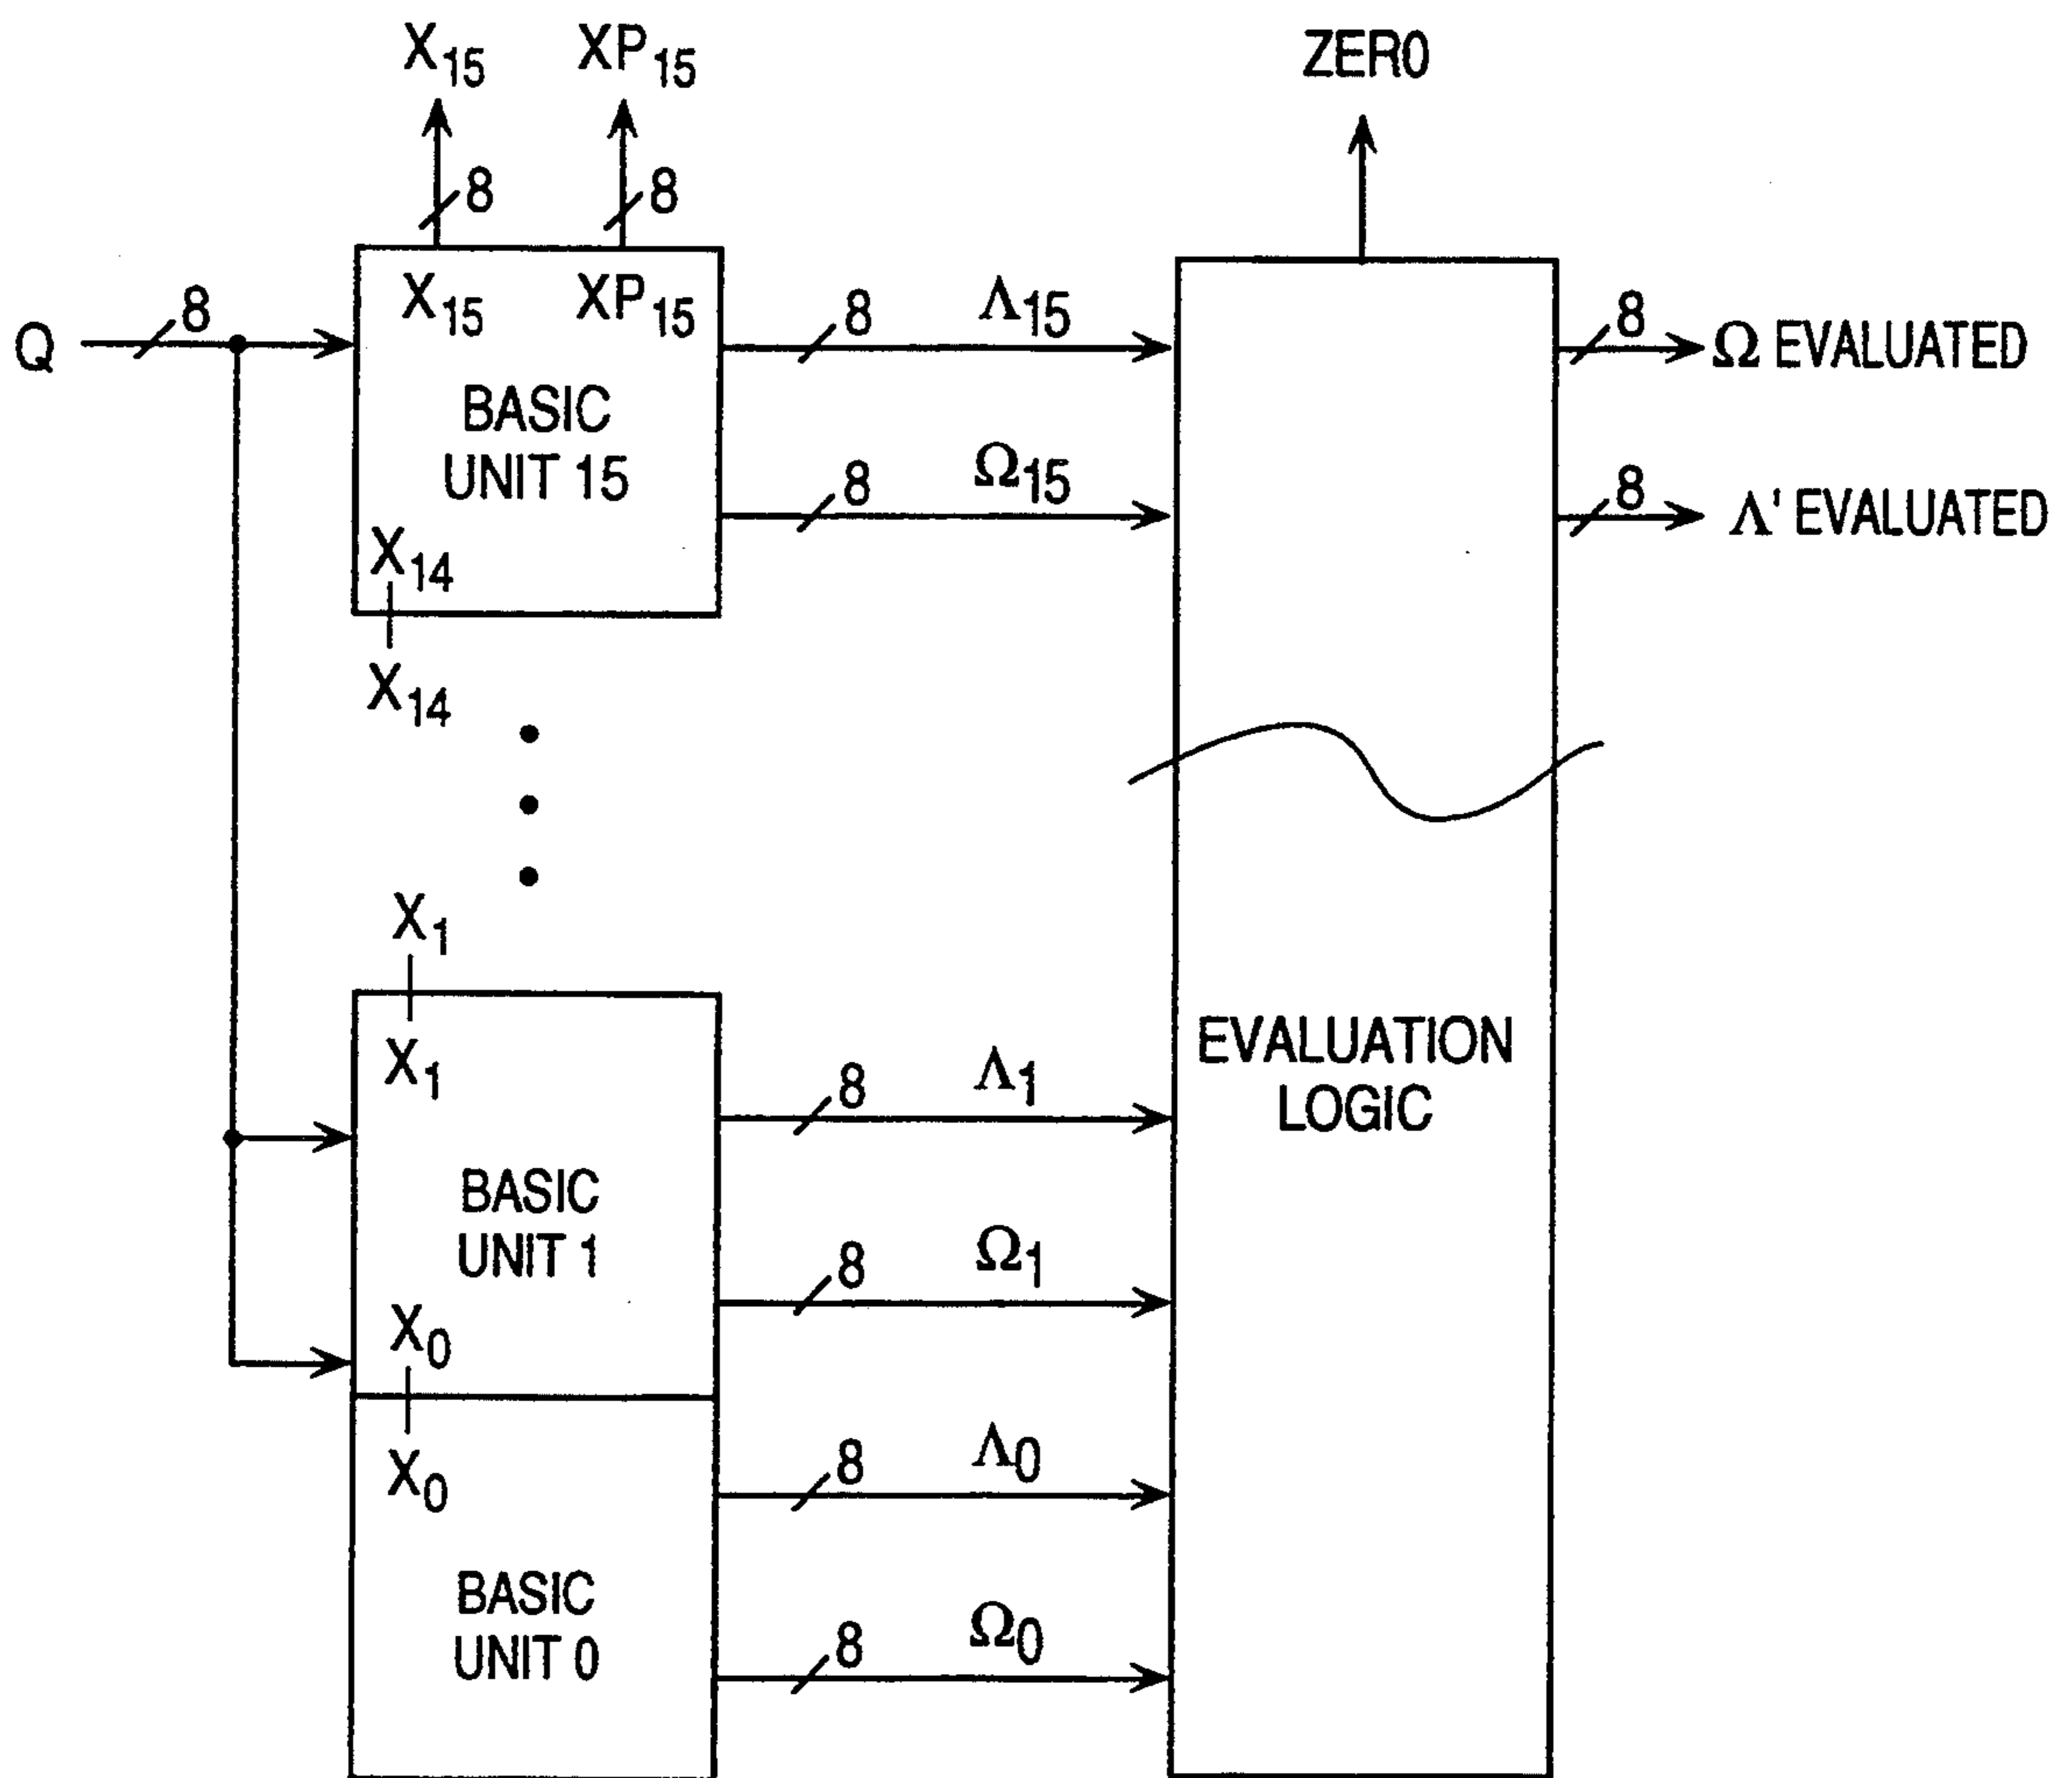 X15 XP15 ZERO
8 8
Q 8 X15 XP15 8 Λ15 8 Ω EVALUATED
BASIC
UNIT 15
8 Ω15 8 Λ' EVALUATED
X14
X14
X1
X1
EVALUATION
LOGIC
8 Λ1
BASIC
UNIT 1
8 Ω1
X0
X0
8 Λ0
BASIC
UNIT 0
8 Ω0